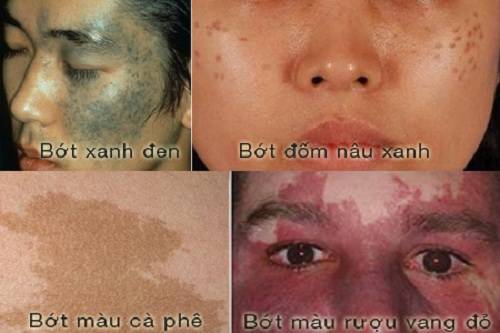 Bớt xanh đen
Bớt đốm nâu xanh
Bớt màu cà phê
Bớt màu rượu vang đỏ